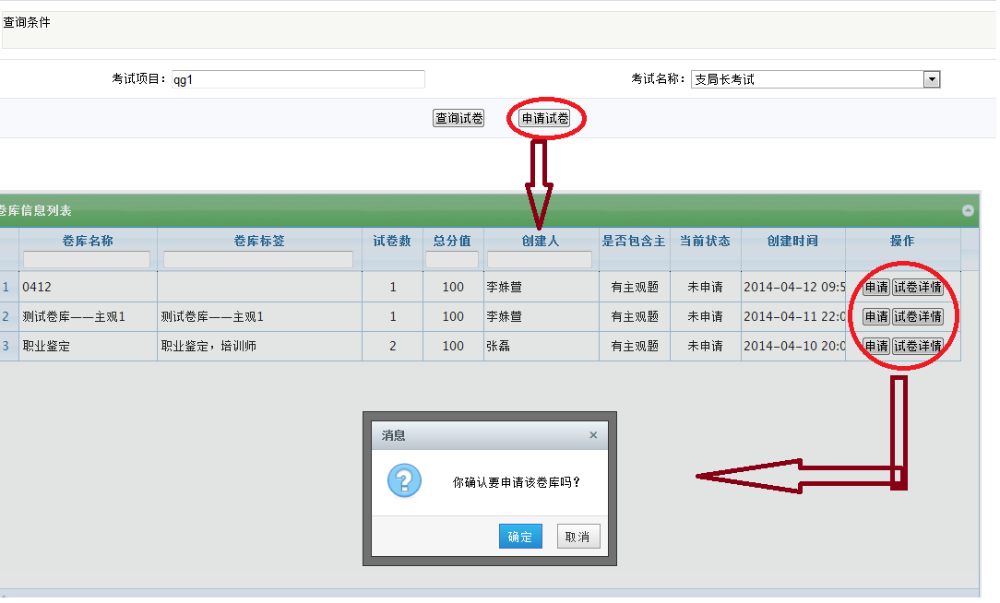 查询条件
考试项目: qg1 考试名称: 支局长考试
查询试卷 申请试卷
卷库信息列表
卷库名称 卷库标签 试卷数 总分值 创建人 是否包含主 当前状态 创建时间 操作
1 0412 1 100 李姝萱 有主观题 未申请 2014-04-12 09:5 申请 试卷详情
2 测试卷库——主观1 测试卷库——主观1 1 100 李姝萱 有主观题 未申请 2014-04-11 22:0 申请 试卷详情
3 职业鉴定 职业鉴定，培训师 2 100 张磊 有主观题 未申请 2014-04-10 20:0 申请 试卷详情
消息
你确认要申请该卷库吗？
确定 取消